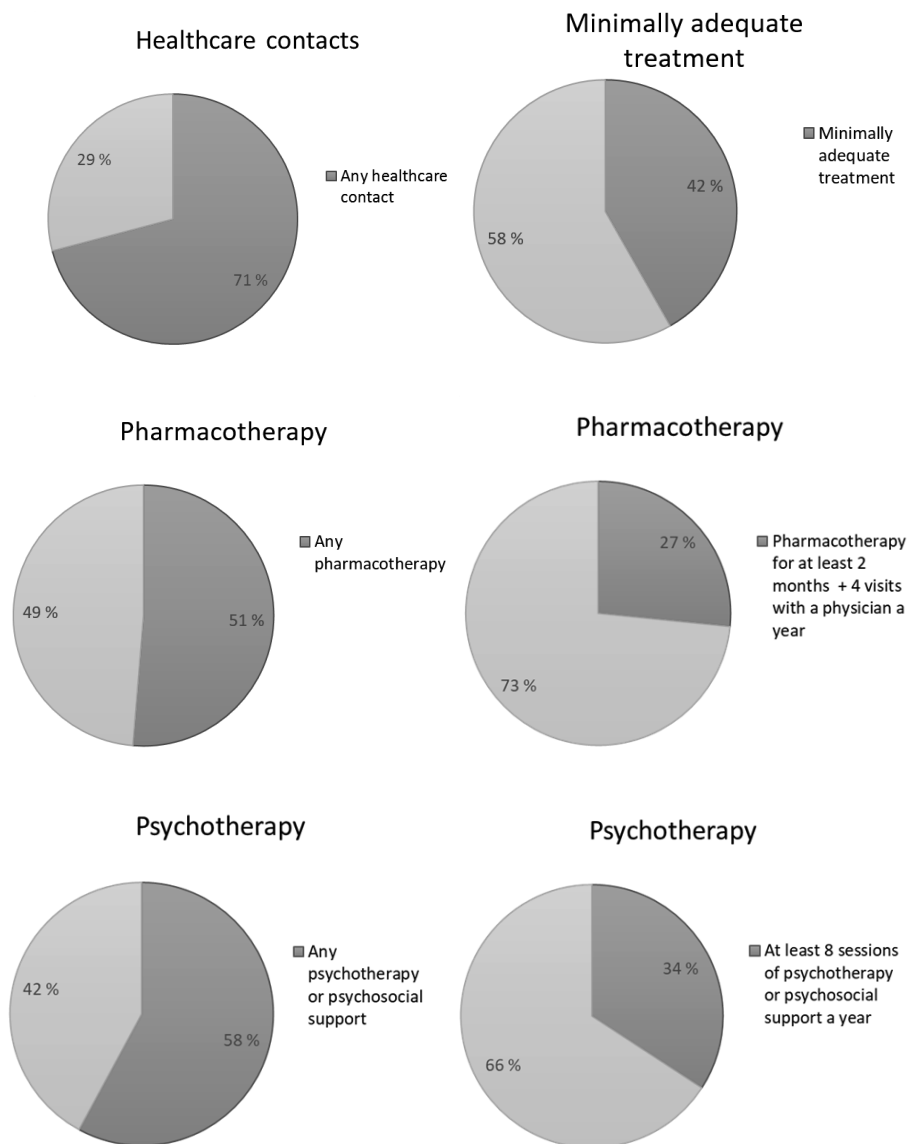 Healthcare contacts
29 %
71 %
Any healthcare
contact
Minimally adequate
treatment
42 %
58 %
Minimally
adequate
treatment
Pharmacotherapy
49 %
51 %
Any
pharmacotherapy
Pharmacotherapy
27 %
73 %
Pharmacotherapy
for at least 2
months + 4 visits
with a physician a
year
Psychotherapy
42 %
58 %
Any
psychotherapy
or psychosocial
support
Psychotherapy
34 %
66 %
At least 8 sessions
of psychotherapy
or psychosocial
support a year